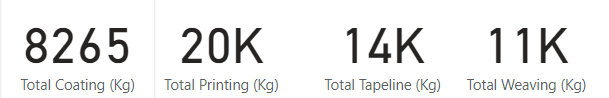 8265 20K 14K 11K
Total Coating (Kg) Total Printing (Kg) Total Tapeline (Kg) Total Weaving (Kg)